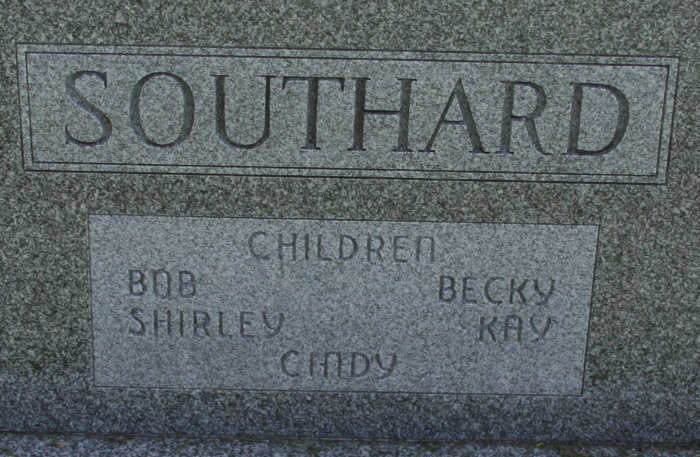 SOUTHARD
CHILDREN
BOB BECKY
SHIRLEY KAY
CINDY